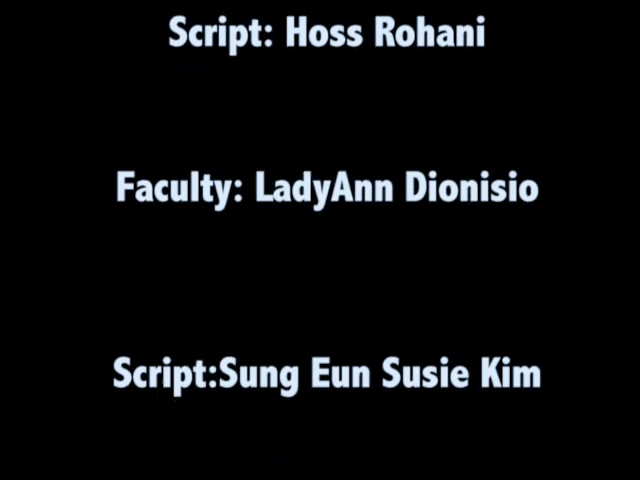 Script: Hoss Rohani
Faculty: LadyAnn Dionisio
Script:Sung Eun Susie Kim